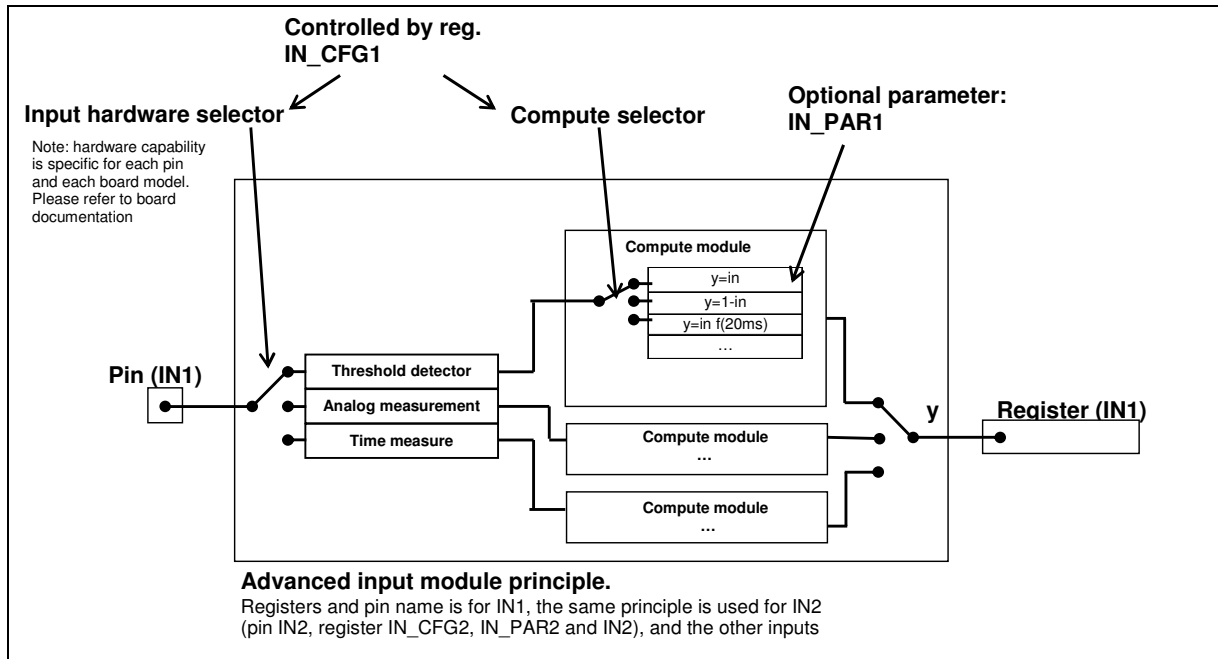 Controlled by reg.
IN_CFG1
Input hardware selector
Note: hardware capability
is specific for each pin
and each board model.
Please refer to board
documentation
Compute selector
Optional parameter:
IN_PAR1
Compute module
y=in
y=1-in
y=in f(20ms)
...
Pin (IN1)
Threshold detector
Analog measurement
Time measure
Compute module
...
Compute module
...
y
Register (IN1)
Advanced input module principle.
Registers and pin name is for IN1, the same principle is used for IN2
(pin IN2, register IN_CFG2, IN_PAR2 and IN2), and the other inputs